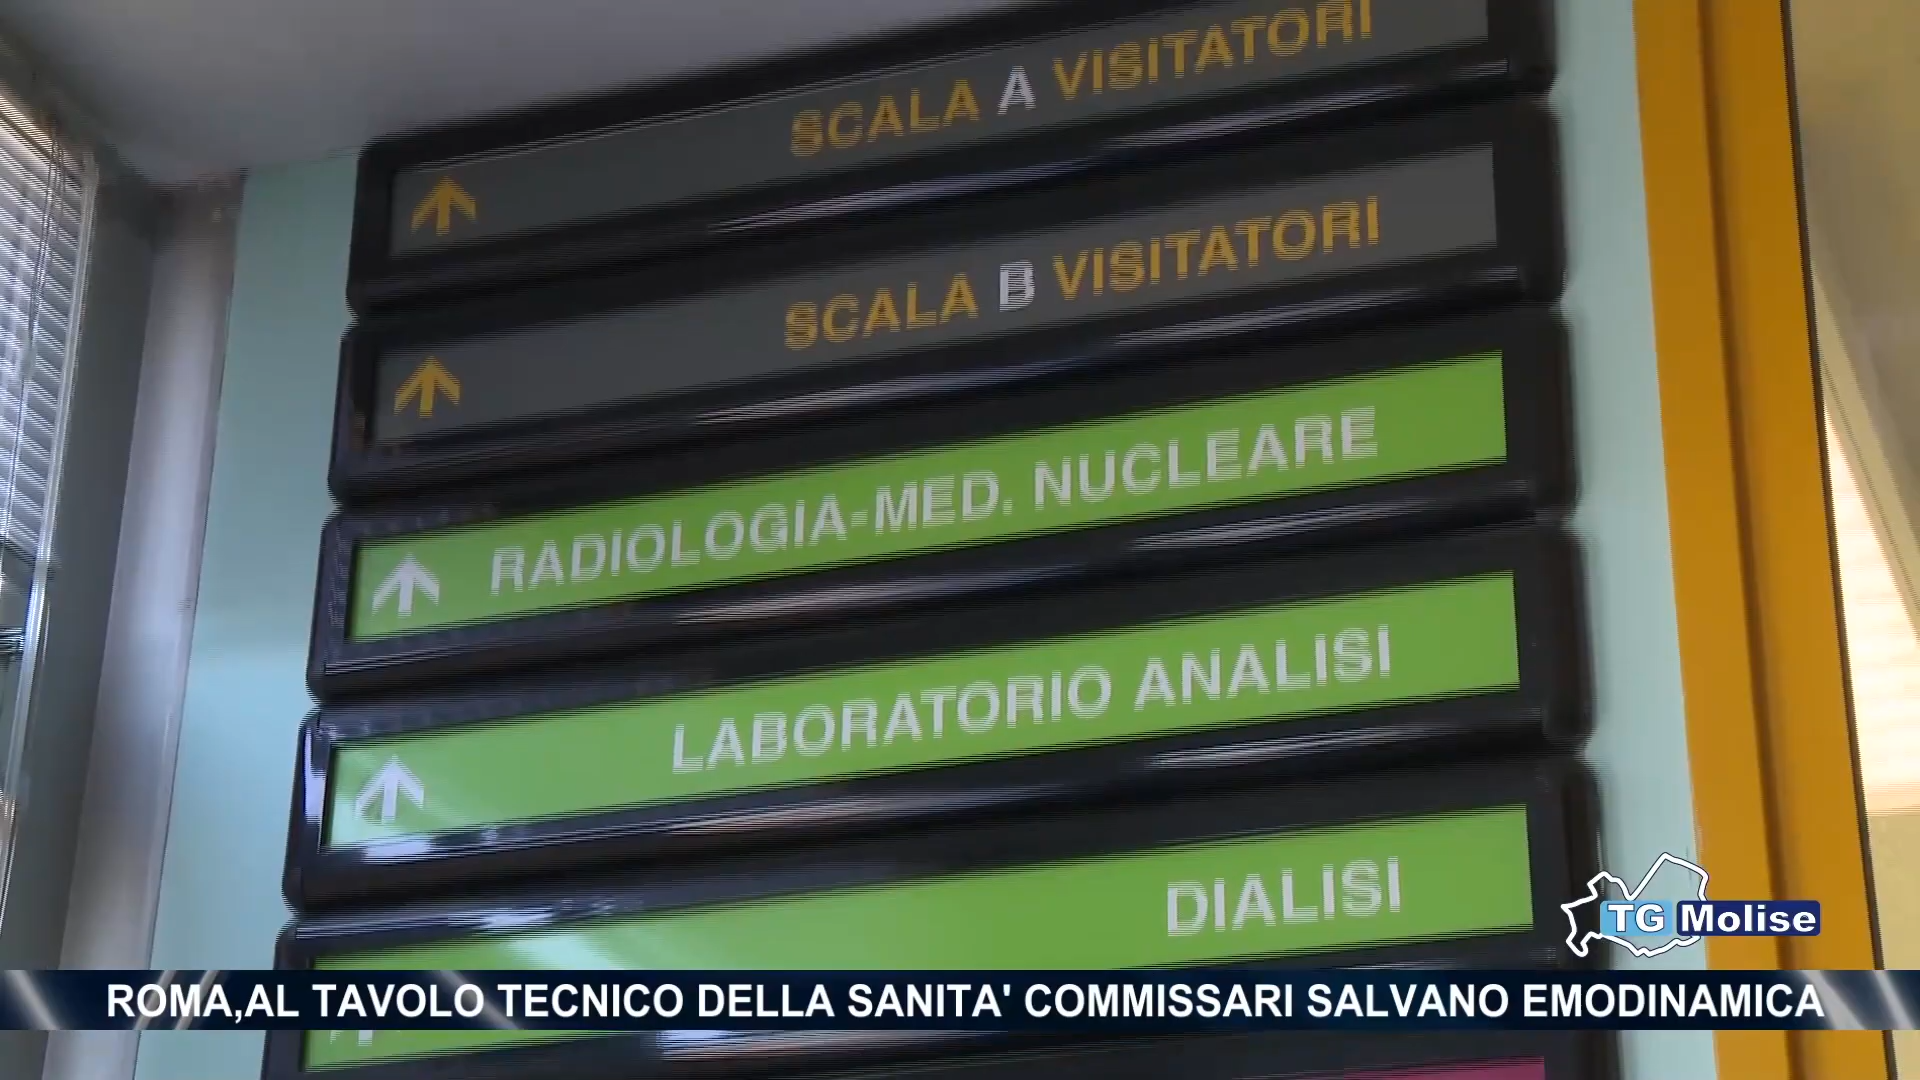 SCALA A VISITATORI
SCALA B VISITATORI
RADIOLOGIA-MED. NUCLEARE
LABORATORIO ANALISI
DIALISI
TG Molise
ROMA,AL TAVOLO TECNICO DELLA SANITA' COMMISSARI SALVANO EMODINAMICA